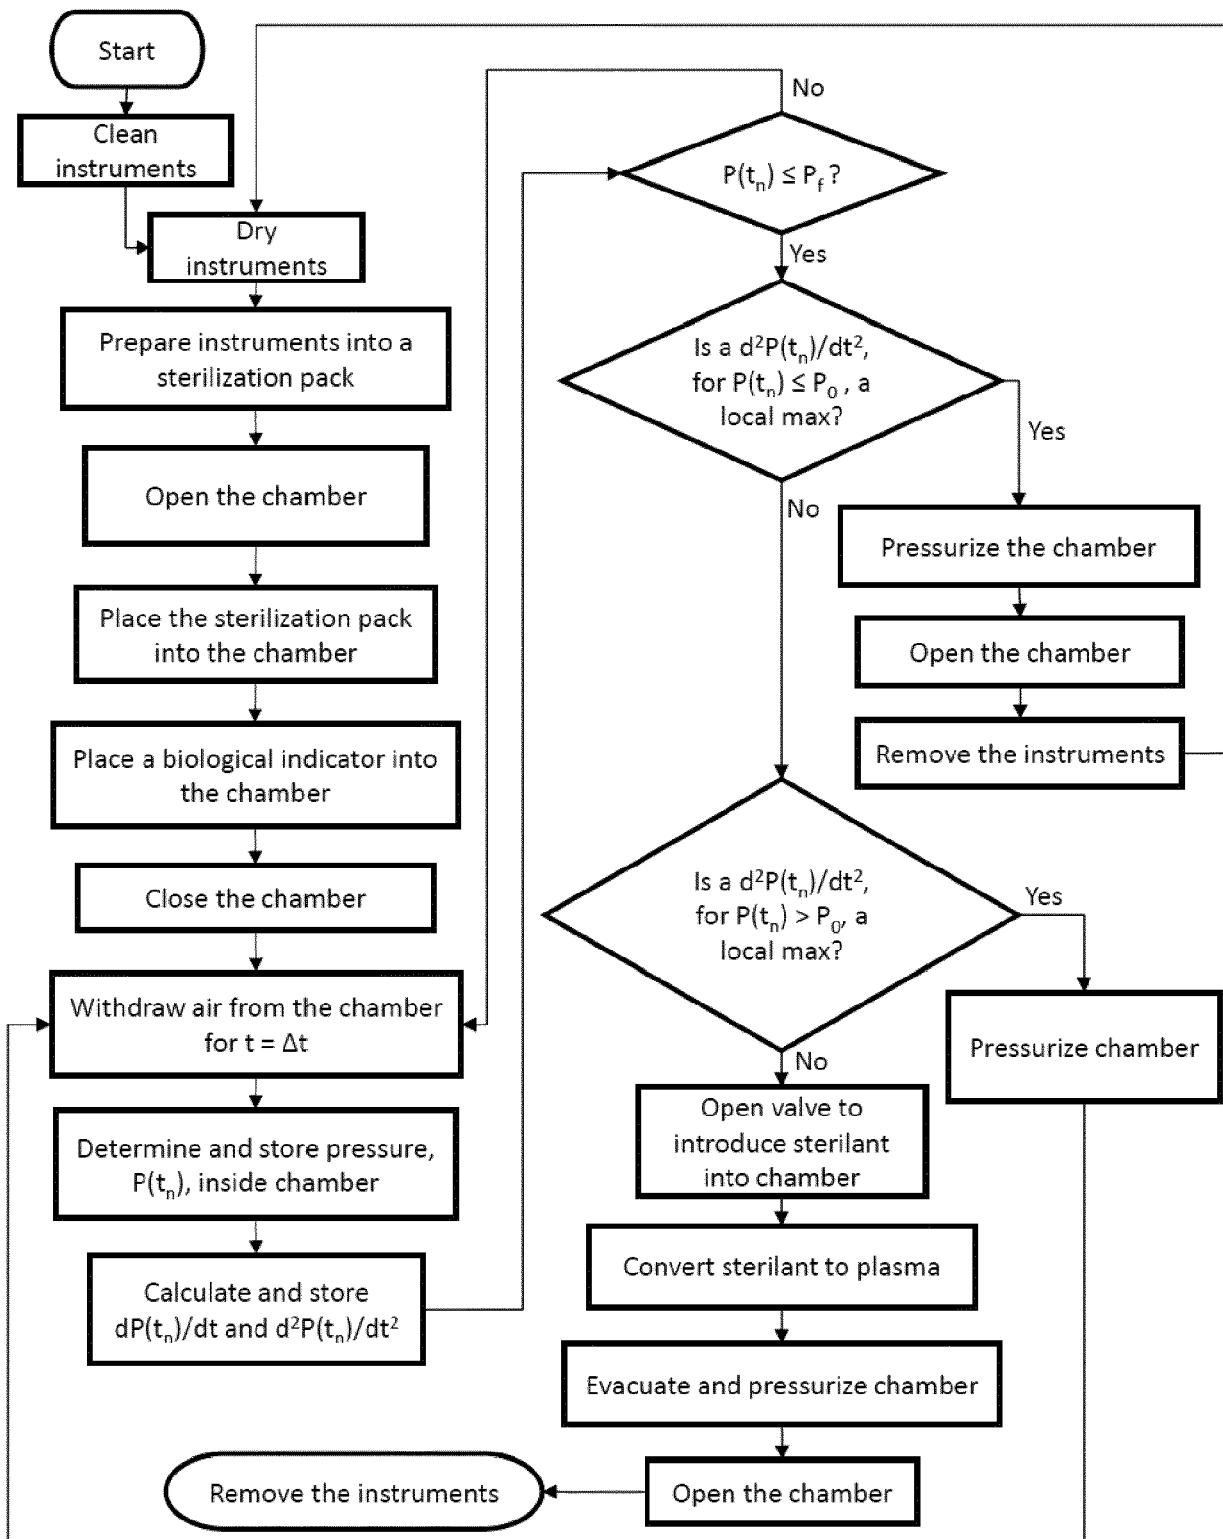 Start
Clean
instruments
Dry
instruments
Prepare instruments into a
sterilization pack
Open the chamber
Place the sterilization pack
into the chamber
Place a biological indicator into
the chamber
Close the chamber
Withdraw air from the chamber
for t = Δt
Determine and store pressure,
P(tₙ), inside chamber
Calculate and store
dP(tₙ)/dt and d²P(tₙ)/dt²
No
P(tₙ) ≤ P_f ?
Yes
Is a d²P(tₙ)/dt²,
for P(tₙ) ≤ P₀ , a
local max?
Yes
No
Pressurize the chamber
Open the chamber
Remove the instruments
Is a d²P(tₙ)/dt²,
for P(tₙ) > P₀, a
local max?
Yes
No
Pressurize chamber
Open valve to
introduce sterilant
into chamber
Convert sterilant to plasma
Evacuate and pressurize chamber
Open the chamber
Remove the instruments